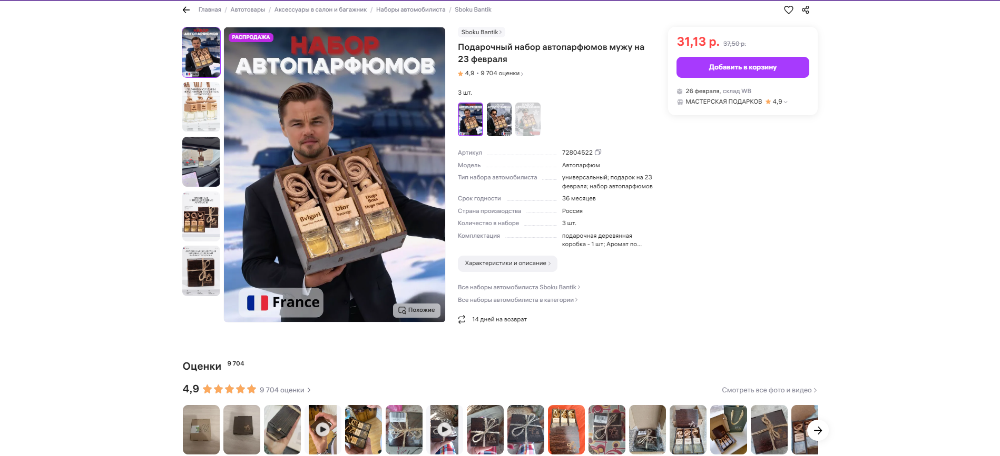 Главная / Автотовары / Аксессуары в салон и багажник / Наборы автомобилиста / Sboku Bantik
РАСПРОДАЖА
НАБОР
АВТОПАРФЮМОВ
Bvlgari
Dior
Sauvage
Hugo
Boss
Hugo man
France
Похожие
Sboku Bantik
Подарочный набор автопарфюмов мужу на
23 февраля
4,9 • 9 704 оценки
3 шт.
Артикул 72804522
Модель Автопарфюм
Тип набора автомобилиста универсальный; подарок на 23
февраля; набор автопарфюмов
Срок годности 36 месяцев
Страна производства Россия
Количество в наборе 3 шт.
Комплектация подарочная деревянная
коробка - 1 шт; Аромат по...
Характеристики и описание
Все наборы автомобилиста Sboku Bantik
Все наборы автомобилиста в категории
14 дней на возврат
31,13 р. 37,50 р.
Добавить в корзину
26 февраля, склад WB
МАСТЕРСКАЯ ПОДАРКОВ 4,9
Оценки 9 704
4,9 9 704 оценки
Смотреть все фото и видео